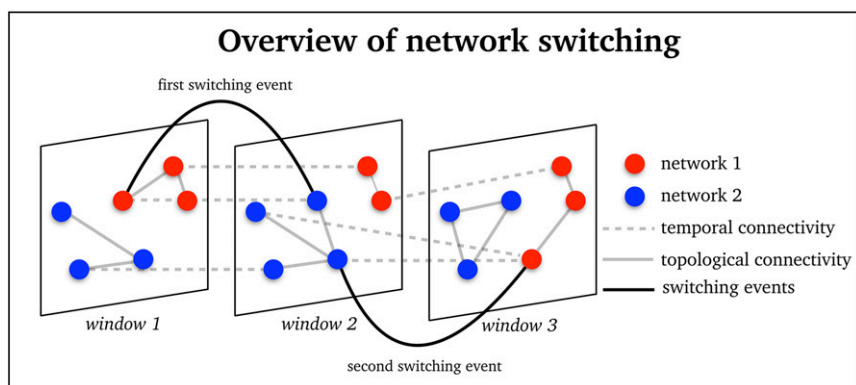 Overview of network switching
first switching event
network 1
network 2
temporal connectivity
topological connectivity
switching events
window 1
window 2
window 3
second switching event